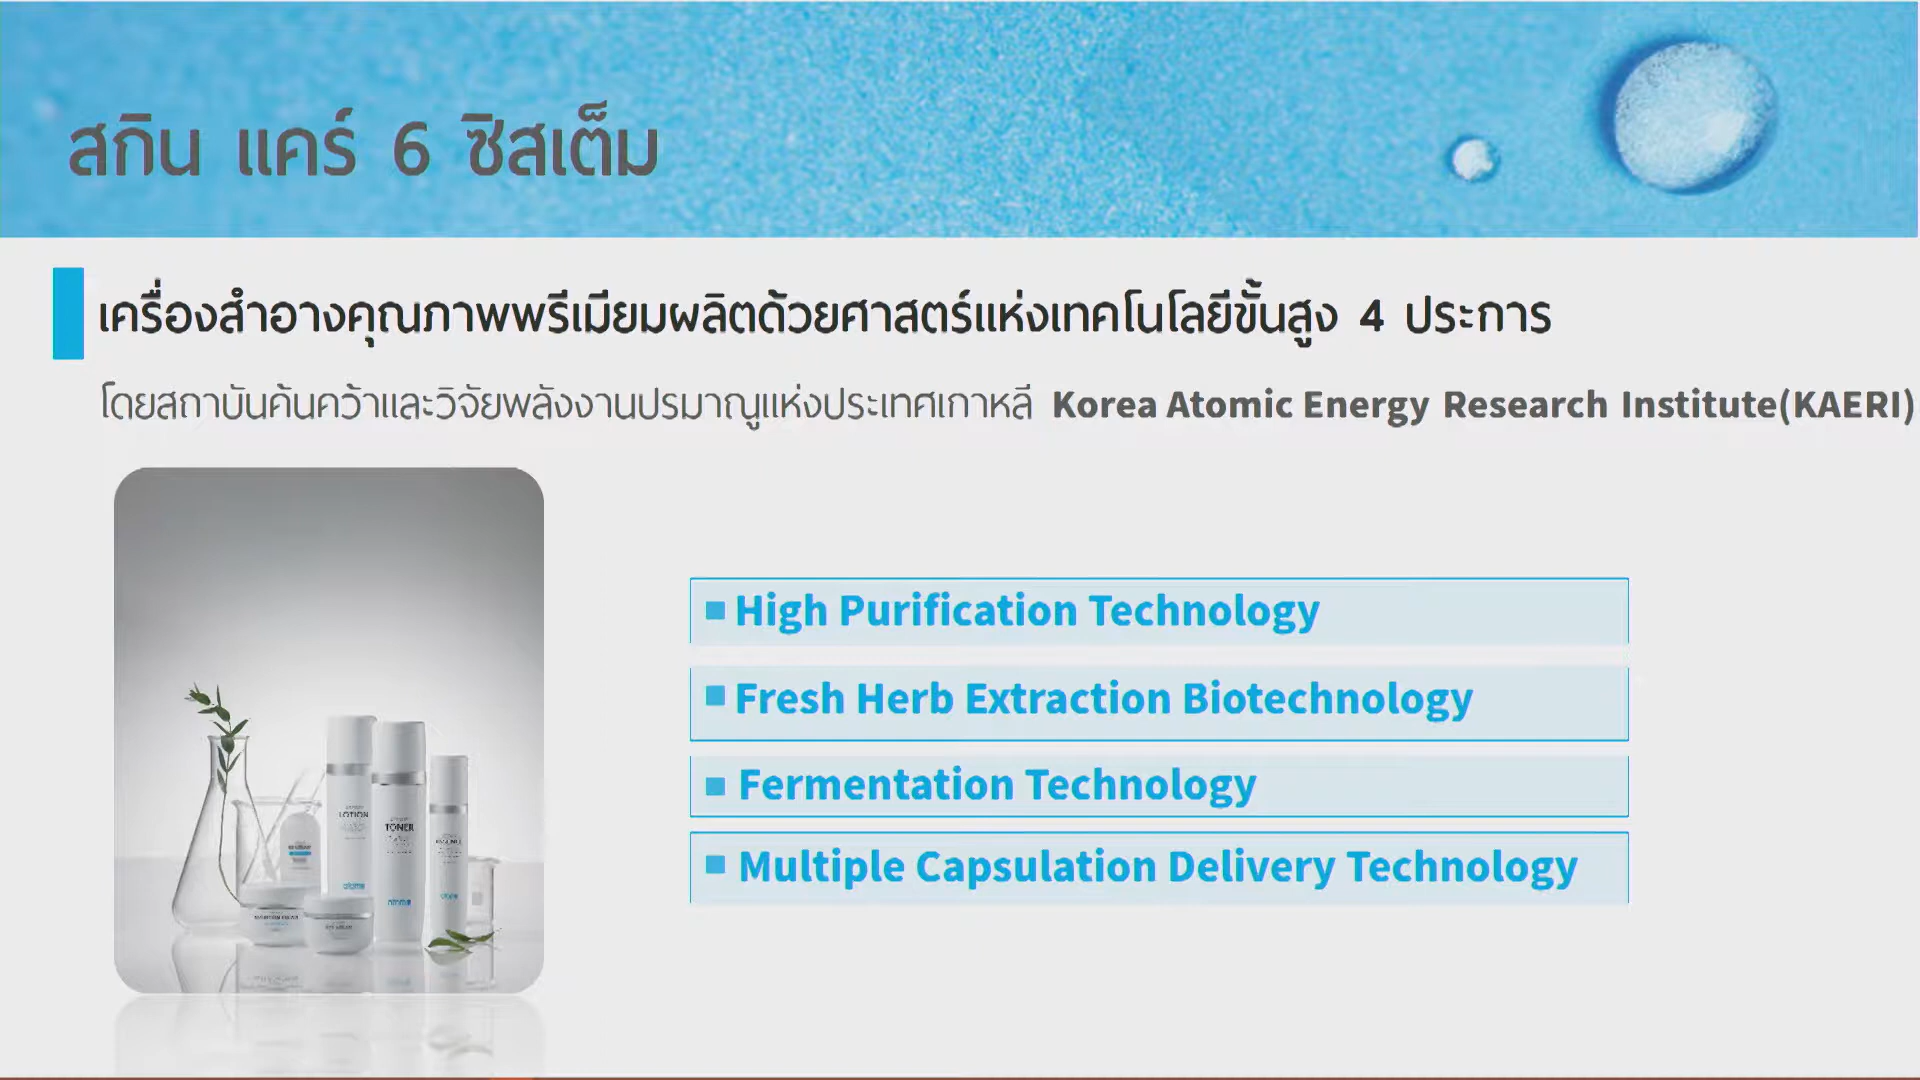 สกิน แคร์ 6 ซิสเต็ม
เครื่องสำอางคุณภาพพรีเมียมผลิตด้วยศาสตร์แห่งเทคโนโลยีขั้นสูง 4 ประการ
โดยสถาบันค้นคว้าและวิจัยพลังงานปรมาณูแห่งประเทศเกาหลี Korea Atomic Energy Research Institute(KAERI)
High Purification Technology
Fresh Herb Extraction Biotechnology
Fermentation Technology
Multiple Capsulation Delivery Technology
LOTION
TONER
atomy
atomy